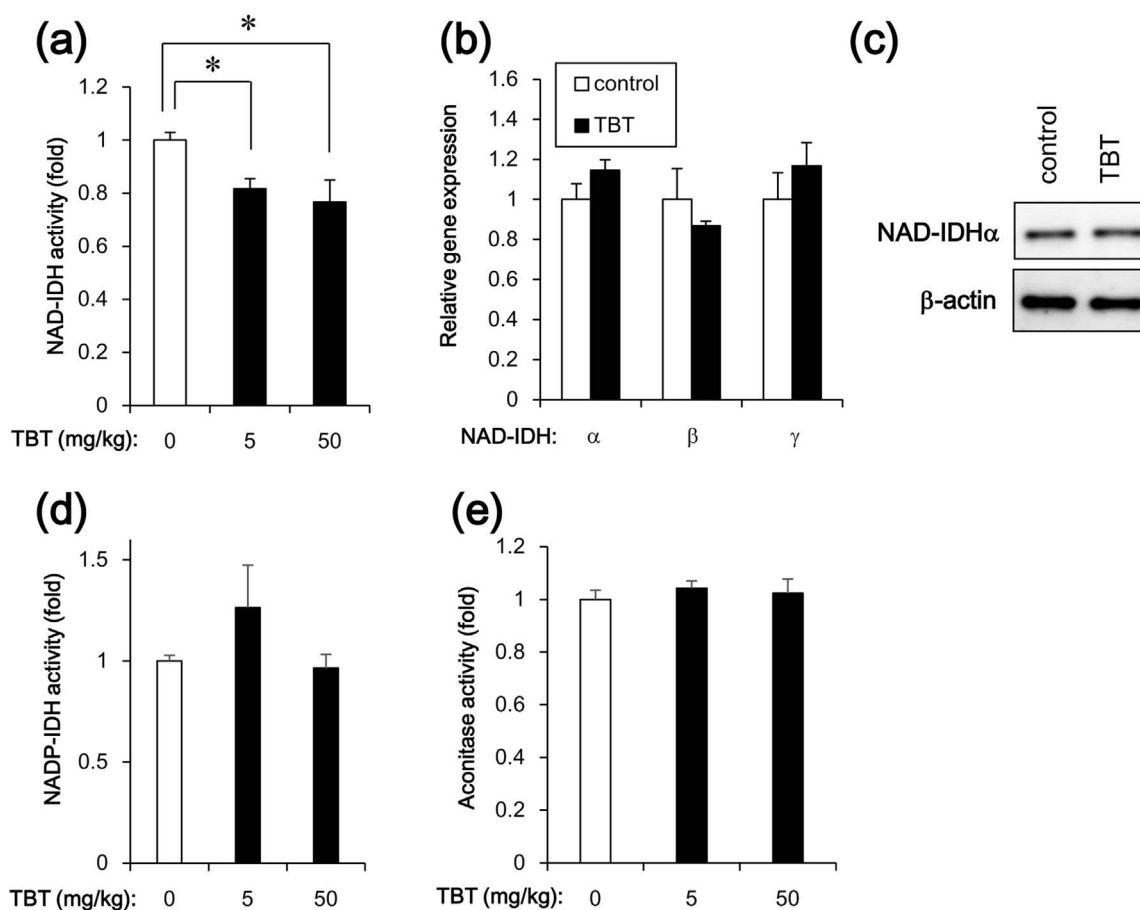 (a)
*
*
NAD-IDH activity (fold)
1.2
1
0.8
0.6
0.4
0.2
0
TBT (mg/kg): 0 5 50
(b)
control
TBT
Relative gene expression
1.6
1.4
1.2
1
0.8
0.6
0.4
0.2
0
NAD-IDH: α β γ
(c)
control
TBT
NAD-IDHα
β-actin
(d)
NADP-IDH activity (fold)
1.5
1
0.5
0
TBT (mg/kg): 0 5 50
(e)
Aconitase activity (fold)
1.2
1
0.8
0.6
0.4
0.2
0
TBT (mg/kg): 0 5 50